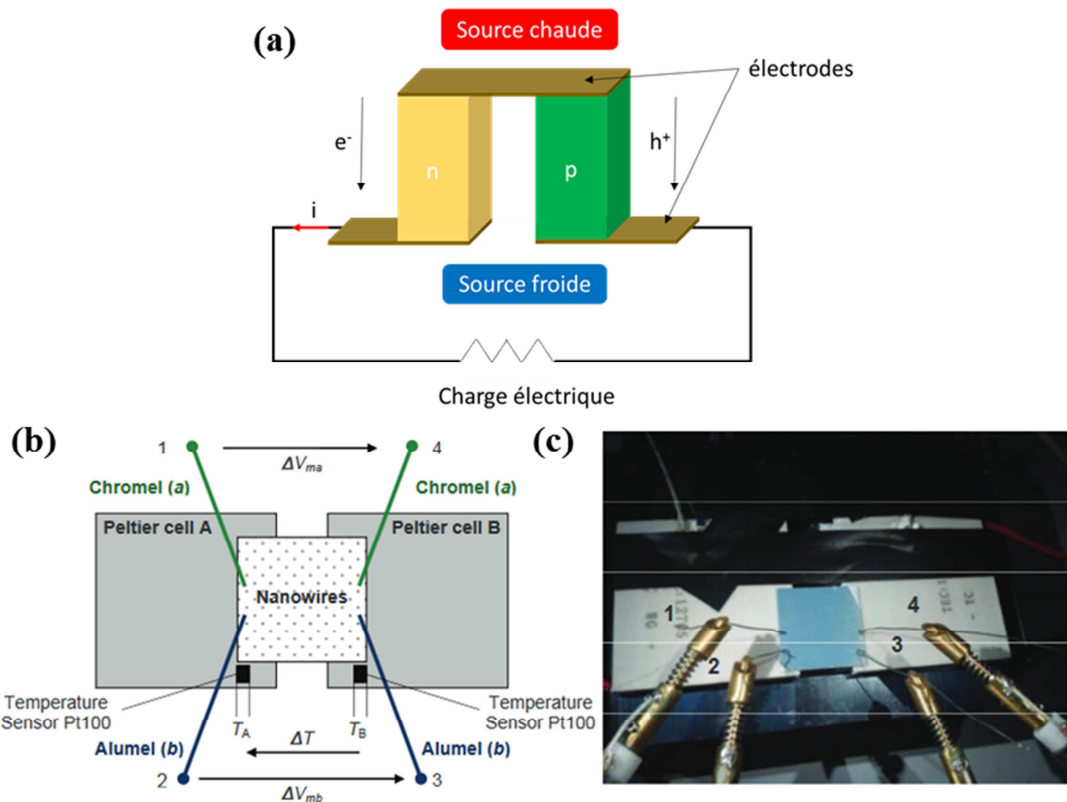 (a)
Source chaude
électrodes
e-
n
p
h+
i
Source froide
Charge électrique
(b)
1
4
ΔVma
Chromel (a)
Chromel (a)
Peltier cell A
Peltier cell B
Nanowires
Temperature
Sensor Pt100
Temperature
Sensor Pt100
TA
TB
ΔT
Alumel (b)
Alumel (b)
2
3
ΔVmb
(c)
1
4
2
3